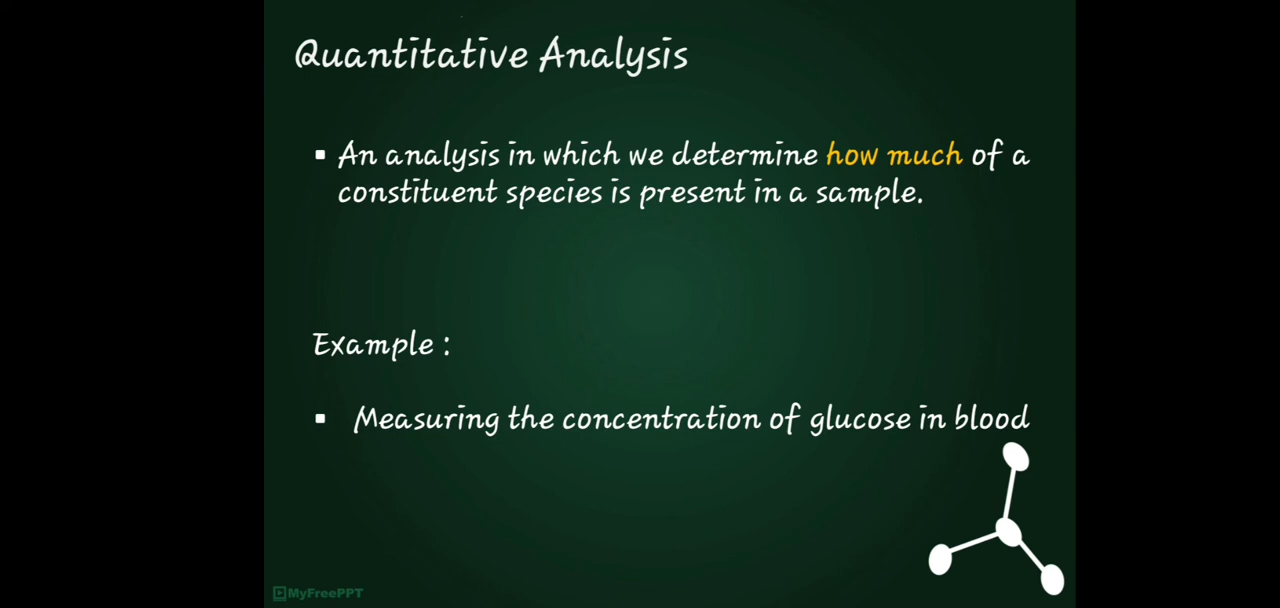 Quantitative Analysis
▪ An analysis in which we determine how much of a
constituent species is present in a sample.
Example :
▪ Measuring the concentration of glucose in blood
MyFreePPT